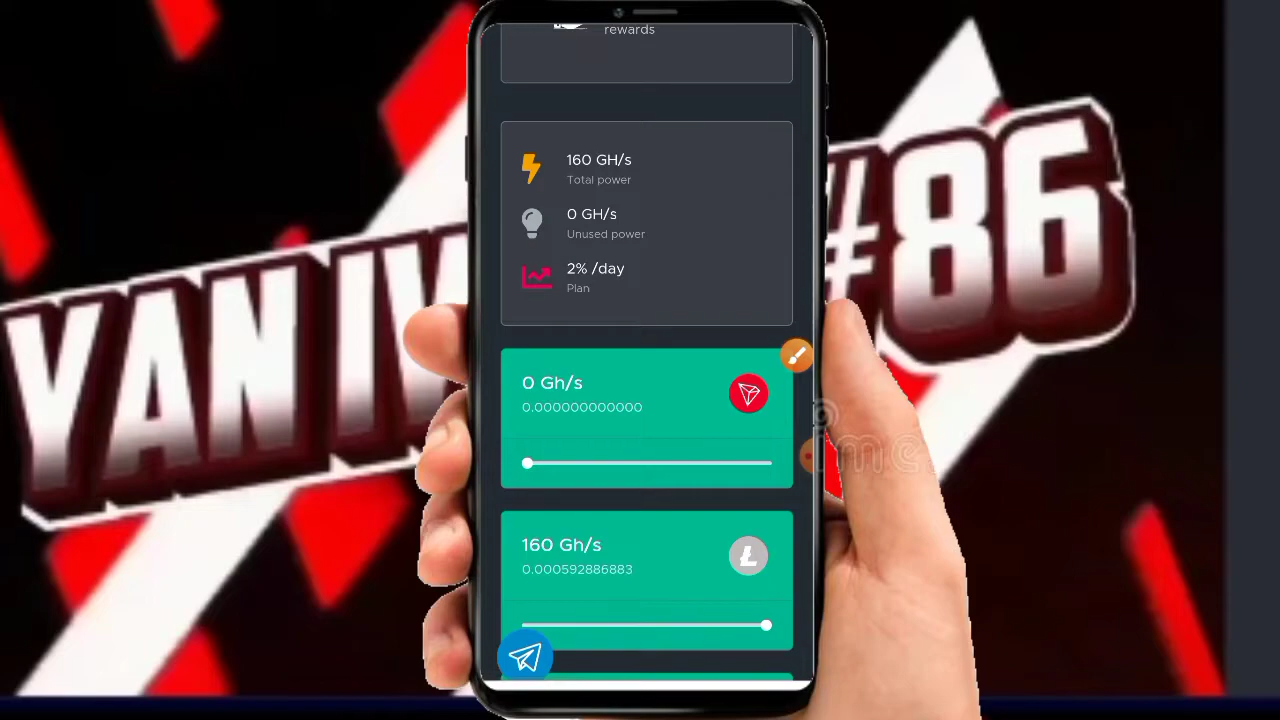 rewards
160 GH/s
Total power
0 GH/s
Unused power
2% /day
Plan
0 Gh/s
0.000000000000
160 Gh/s
0.000592886883
YAN
#86